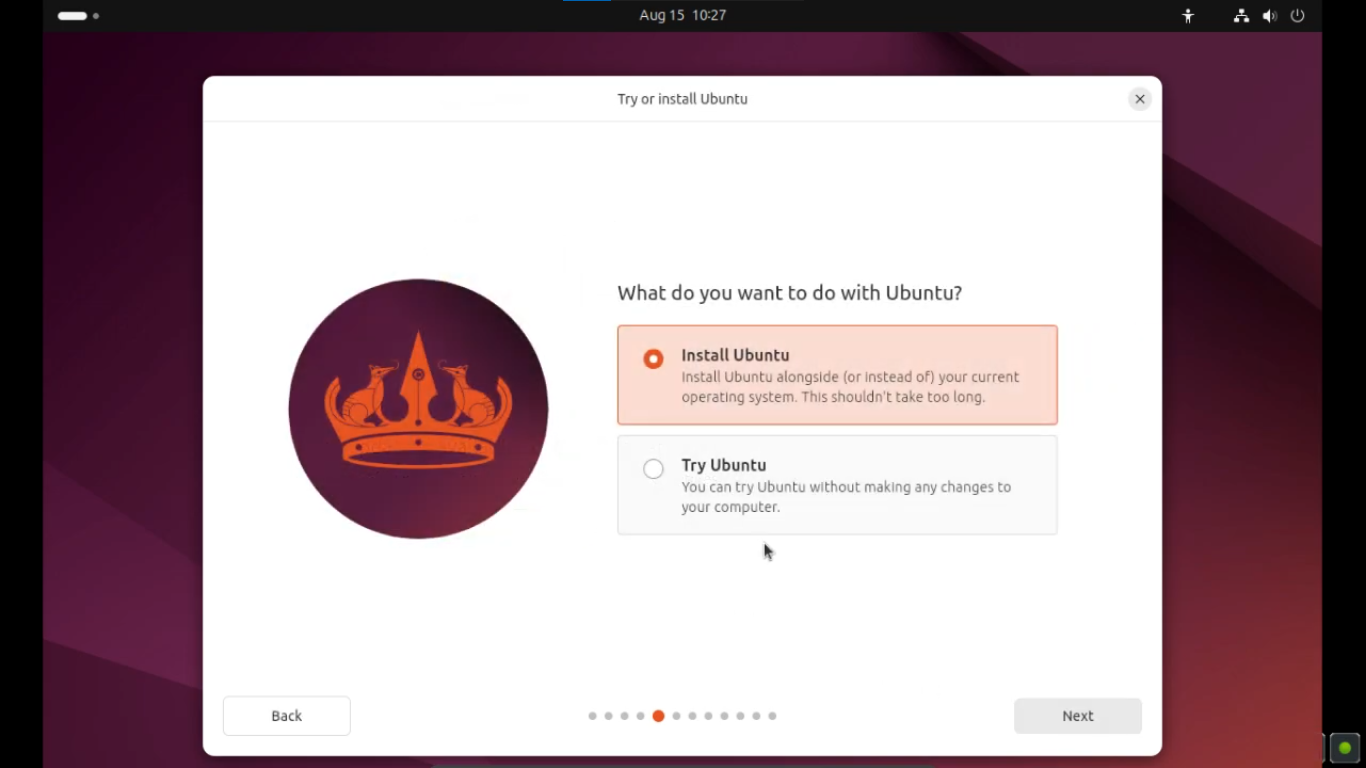 Aug 15 10:27
Try or install Ubuntu
What do you want to do with Ubuntu?
Install Ubuntu
Install Ubuntu alongside (or instead of) your current
operating system. This shouldn't take too long.
Try Ubuntu
You can try Ubuntu without making any changes to
your computer.
Back
Next